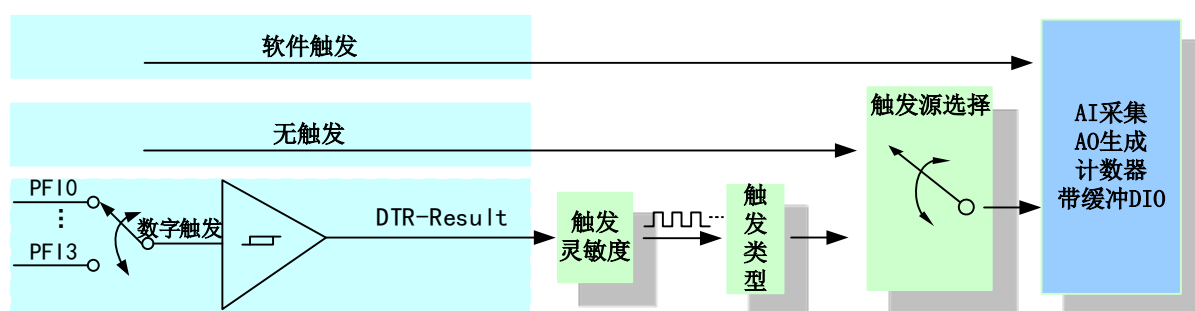 软件触发
无触发
PFI0
⋮
PFI3
数字触发
DTR-Result
触发
灵敏度
触
发
类
型
触发源选择
AI采集
AO生成
计数器
带缓冲DIO